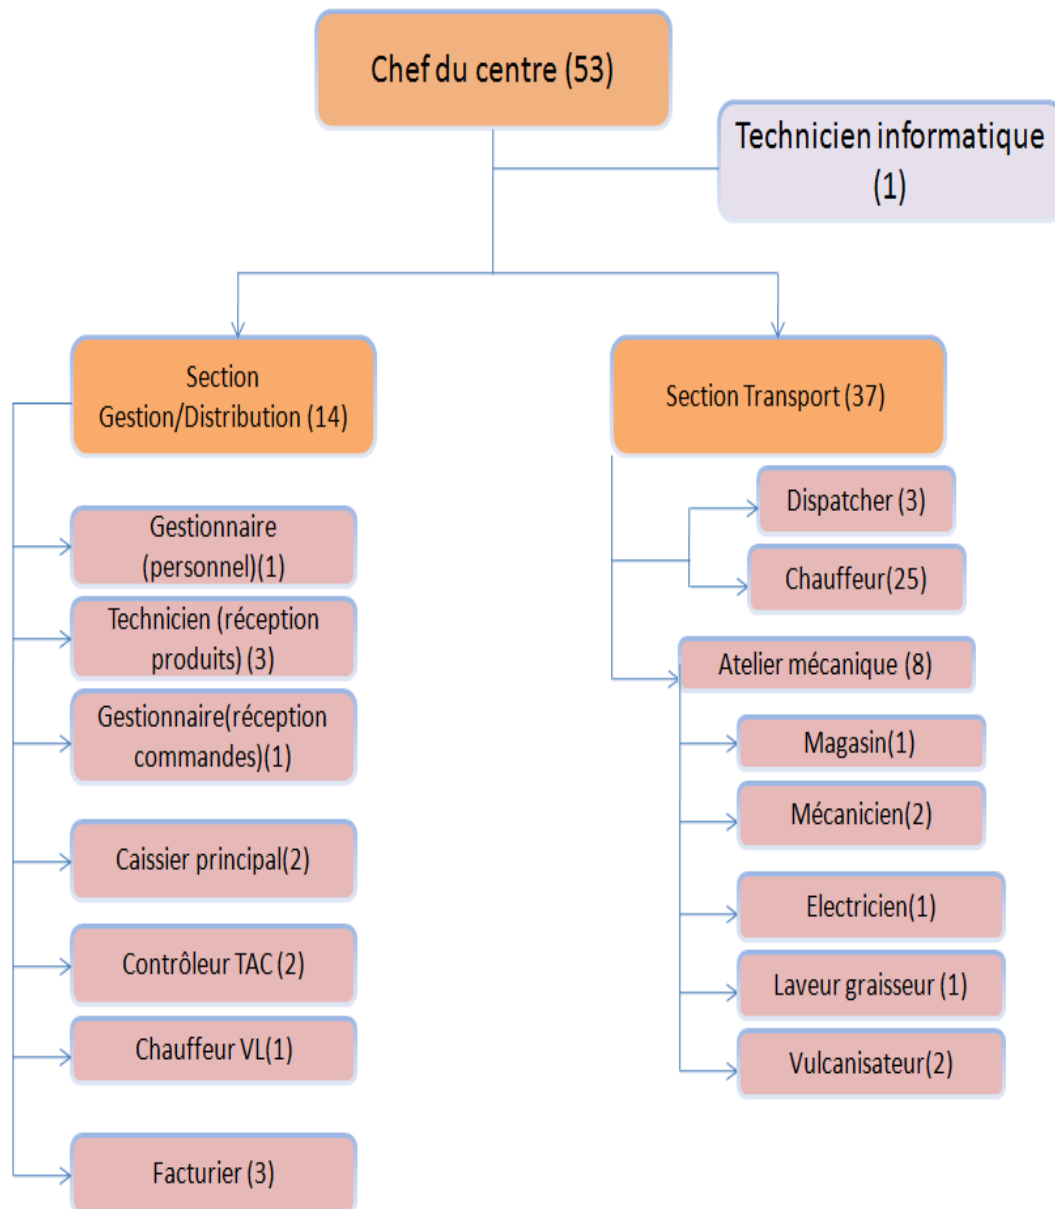 Chef du centre (53)
Technicien informatique
(1)
Section
Gestion/Distribution (14)
Gestionnaire
(personnel)(1)
Technicien (réception
produits) (3)
Gestionnaire(réception
commandes)(1)
Caissier principal(2)
Contrôleur TAC (2)
Chauffeur VL(1)
Facturier (3)
Section Transport (37)
Dispatcher (3)
Chauffeur(25)
Atelier mécanique (8)
Magasin(1)
Mécanicien(2)
Electricien(1)
Laveur graisseur (1)
Vulcanisateur(2)